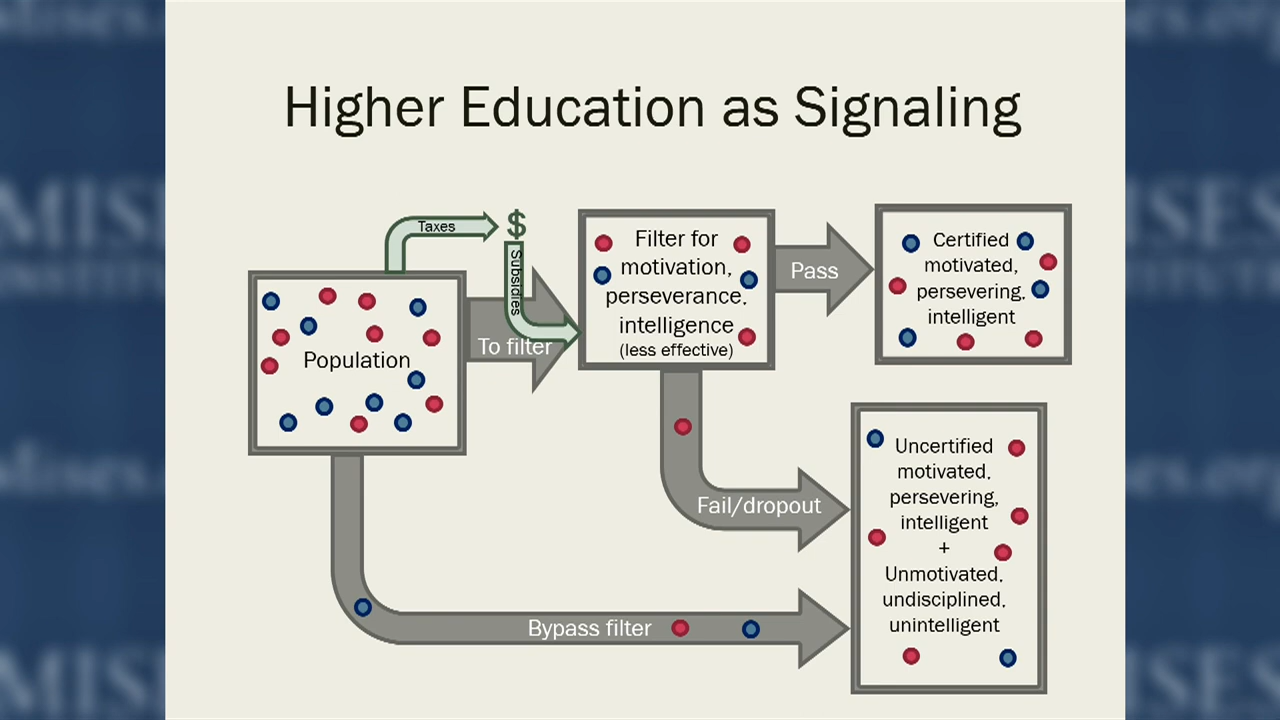 Higher Education as Signaling
Taxes
$
Subsidies
Population
To filter
Filter for
motivation,
perseverance,
intelligence
(less effective)
Pass
Certified
motivated,
persevering,
intelligent
Fail/dropout
Uncertified
motivated,
persevering,
intelligent
+
Unmotivated,
undisciplined,
unintelligent
Bypass filter